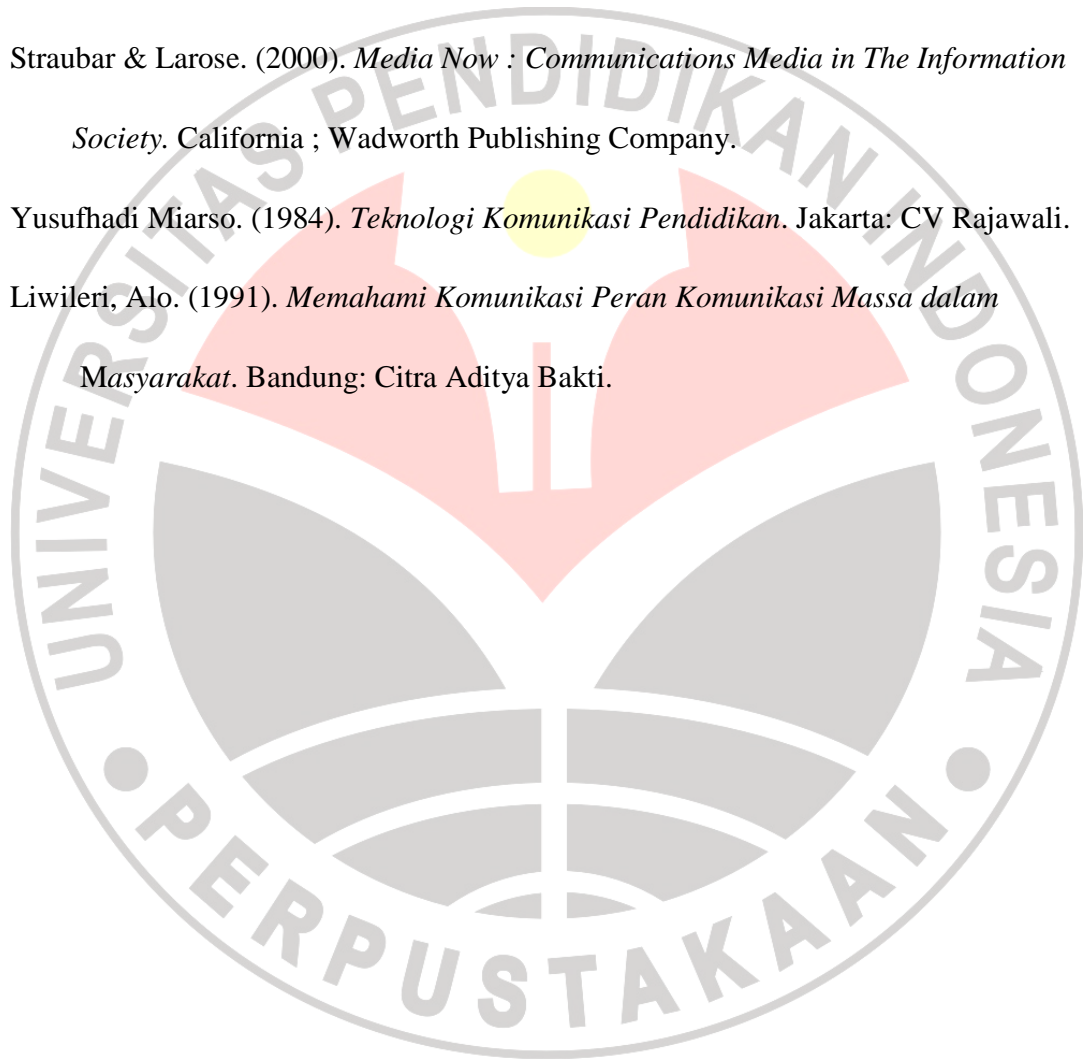 Straubar & Larose. (2000). Media Now : Communications Media in The Information
Society. California ; Wadworth Publishing Company.
Yusufhadi Miarso. (1984). Teknologi Komunikasi Pendidikan. Jakarta: CV Rajawali.
Liwileri, Alo. (1991). Memahami Komunikasi Peran Komunikasi Massa dalam
Masyarakat. Bandung: Citra Aditya Bakti.
UNIVERSITAS PENDIDIKAN INDONESIA
PERPUSTAKAAN